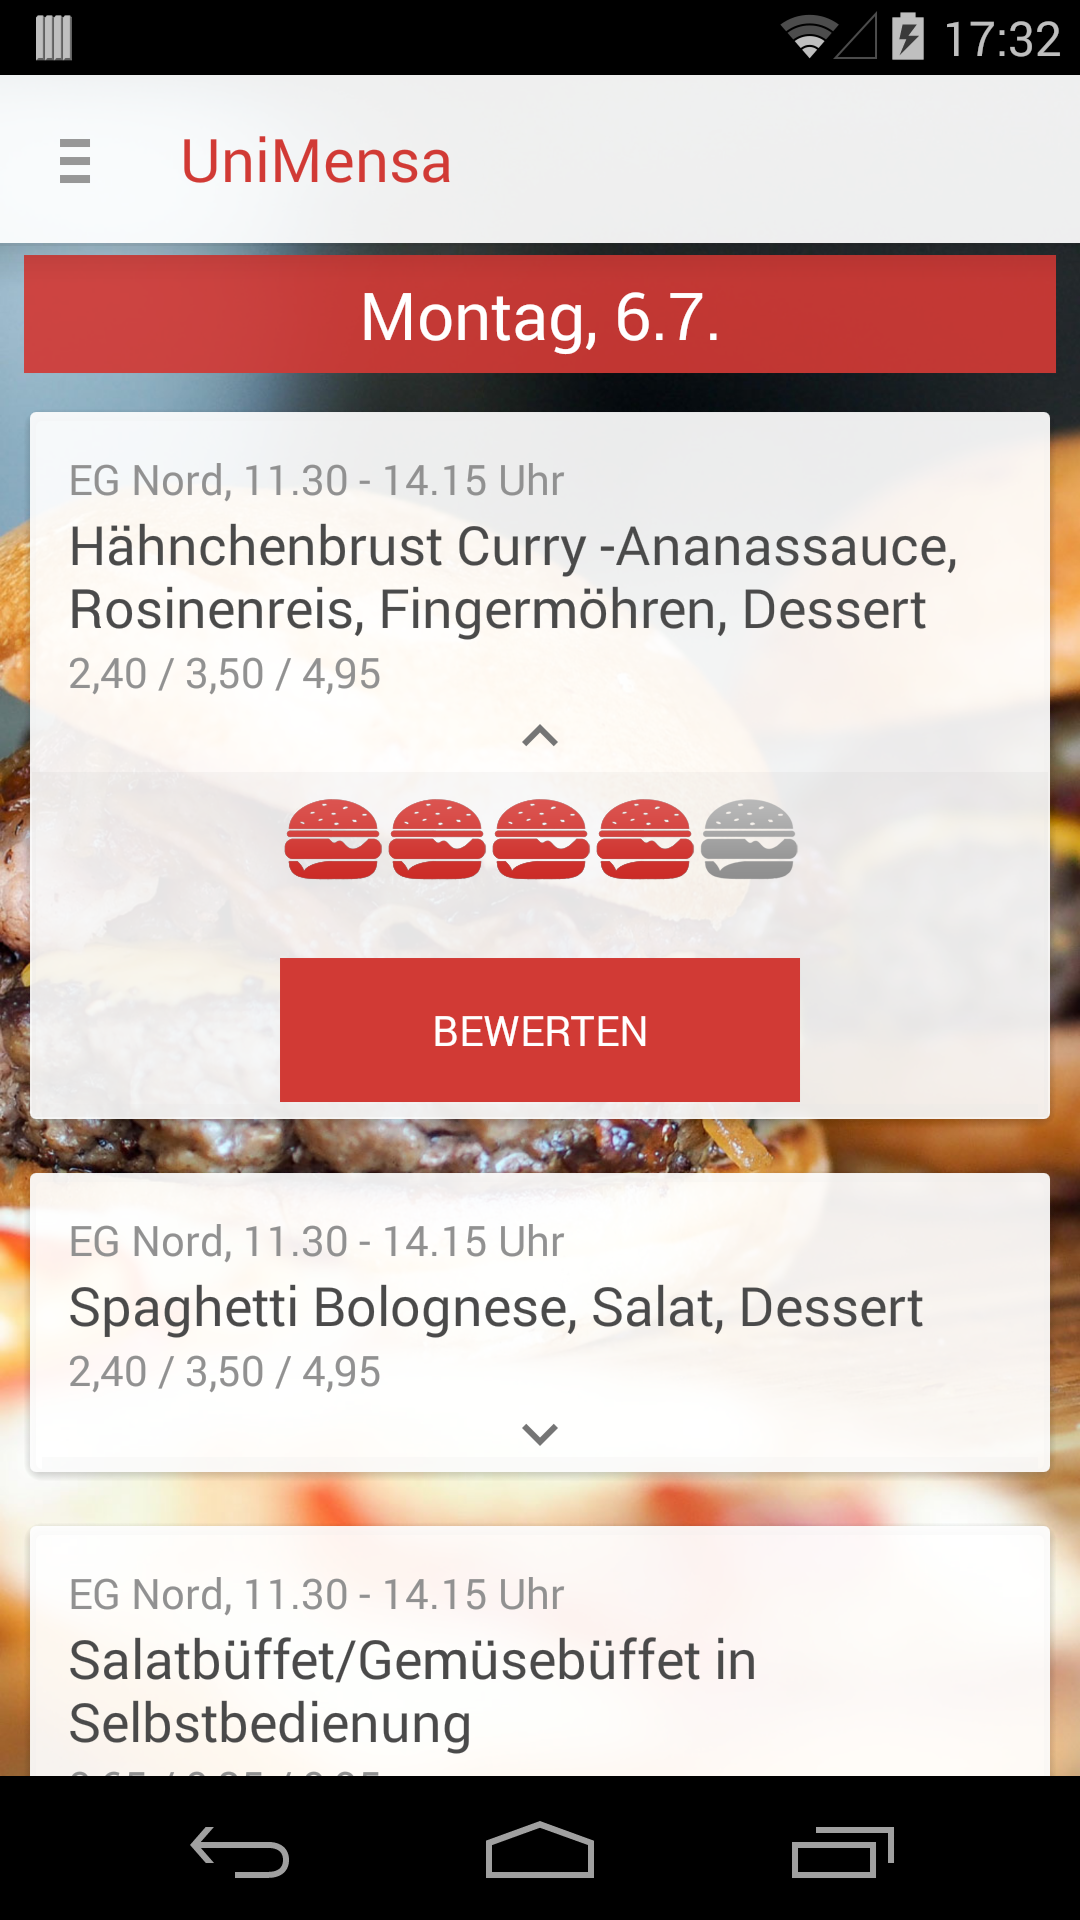 17:32
UniMensa
Montag, 6.7.
EG Nord, 11.30 - 14.15 Uhr
Hähnchenbrust Curry -Ananassauce,
Rosinenreis, Fingermöhren, Dessert
2,40 / 3,50 / 4,95
BEWERTEN
EG Nord, 11.30 - 14.15 Uhr
Spaghetti Bolognese, Salat, Dessert
2,40 / 3,50 / 4,95
EG Nord, 11.30 - 14.15 Uhr
Salatbüffet/Gemüsebüffet in
Selbstbedienung